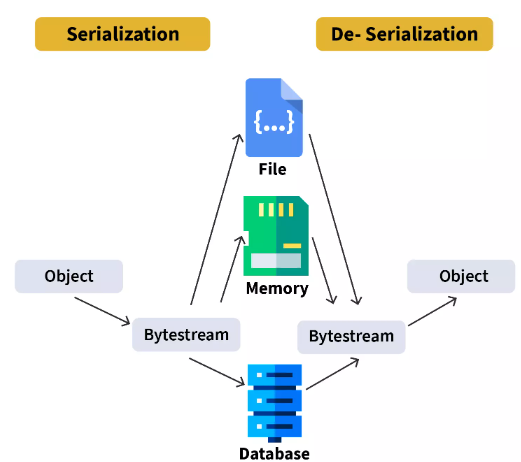 Serialization
De- Serialization
{...}
File
Memory
Object
Object
Bytestream
Bytestream
Database